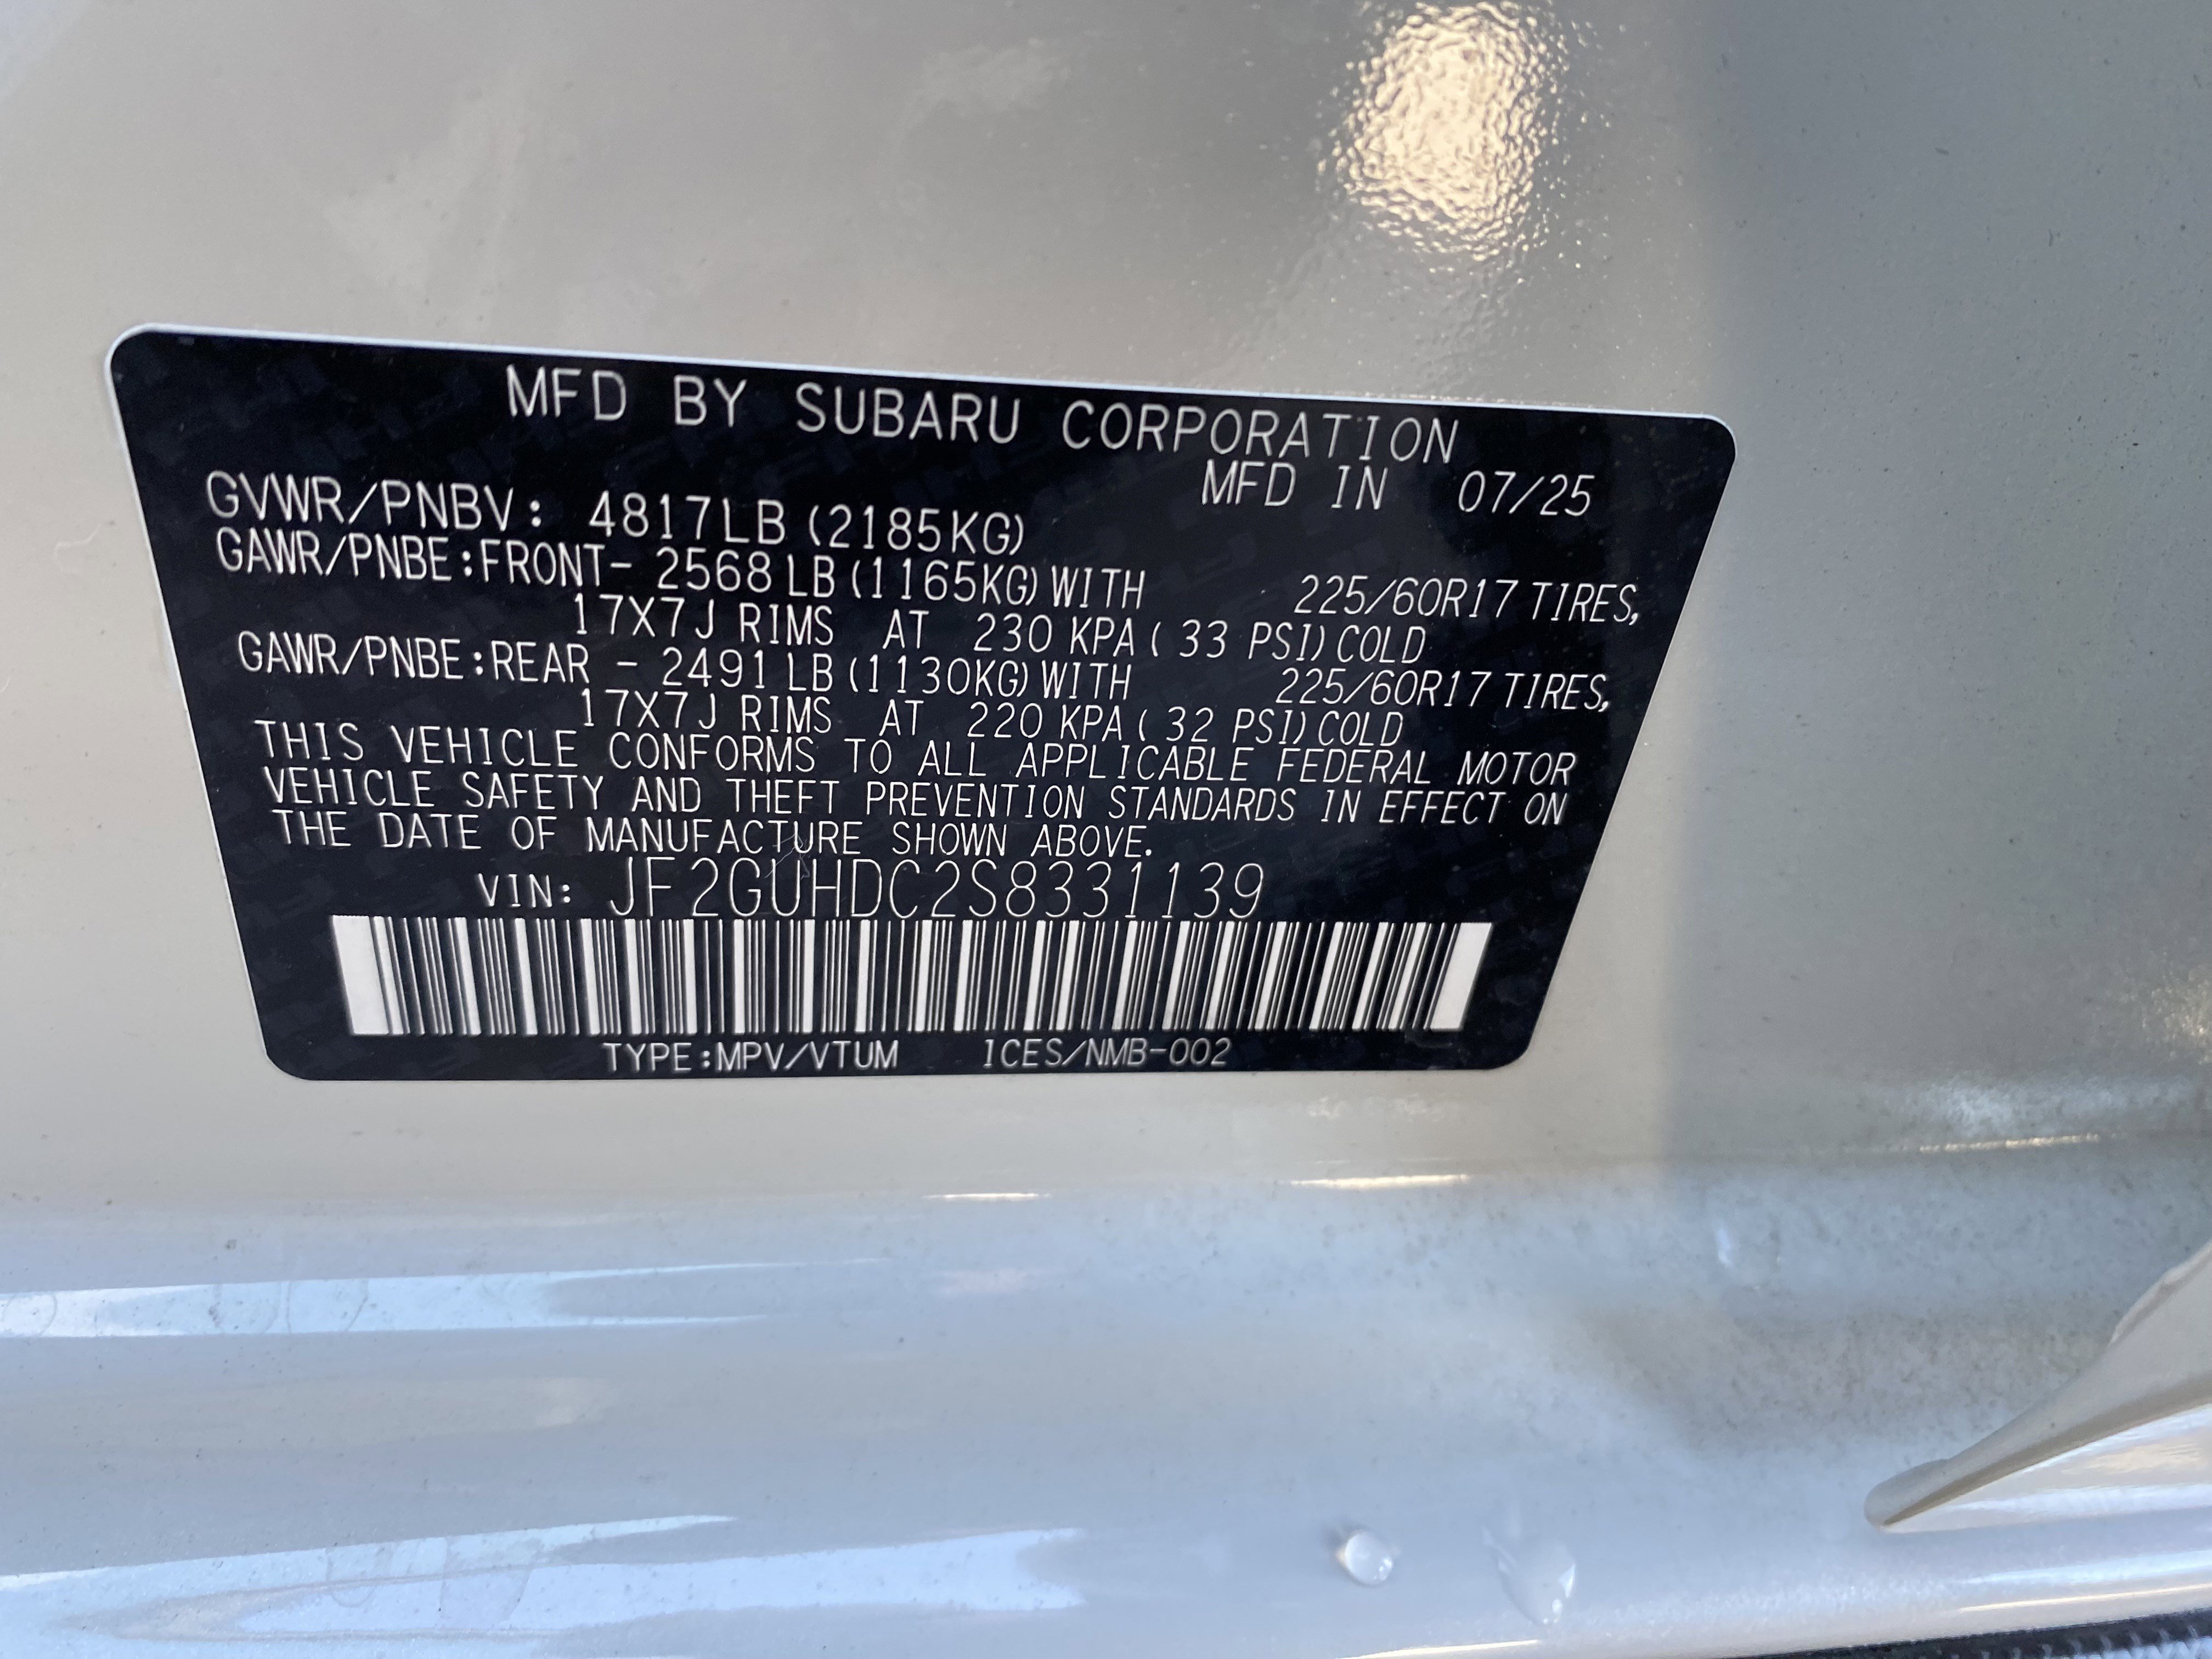 MFD BY SUBARU CORPORATION
MFD IN 07/25
GVWR/PNBV: 4817LB (2185KG)
GAWR/PNBE:FRONT- 2568LB (1165KG) WITH 225/60R17 TIRES,
17X7J RIMS AT 230 KPA ( 33 PSI) COLD
GAWR/PNBE:REAR - 2491LB (1130KG) WITH 225/60R17 TIRES,
17X7J RIMS AT 220 KPA ( 32 PSI) COLD
THIS VEHICLE CONFORMS TO ALL APPLICABLE FEDERAL MOTOR
VEHICLE SAFETY AND THEFT PREVENTION STANDARDS IN EFFECT ON
THE DATE OF MANUFACTURE SHOWN ABOVE.
VIN: JF2GUHDC2S8331139
TYPE:MPV/VTUM ICES/NMB-002